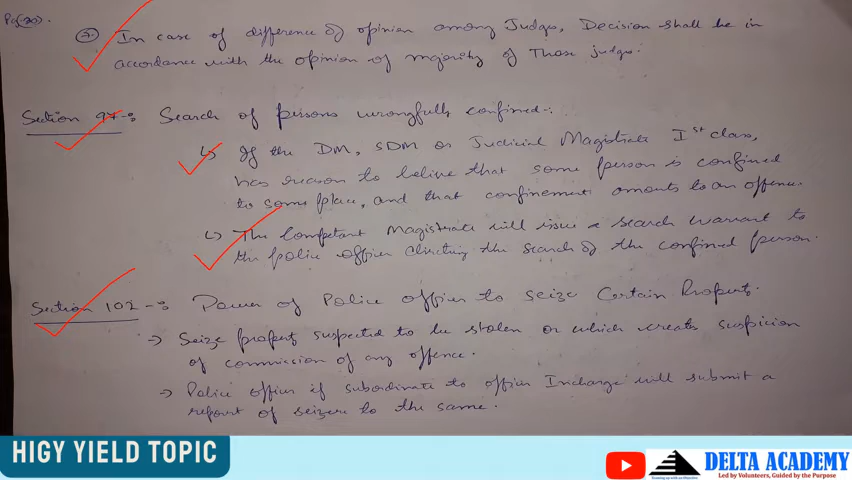 Pg(20).
② In case of difference of opinion among Judges, Decision shall be in
accordance with the opinion of majority of Those judges.
Section 97-: Search of persons wrongfully confined:.
↳ If the DM, SDM or Judicial Magistrate Ist class,
has reason to believe that some person is confined
to some place, and that confinement amounts to an offence.
↳ The Competant Magistrate will issue a search warrant to
the police officer directing the search of the confined person.
Section 102-: Power of Police officer to seize Certain Property.
→ Seize property suspected to be stolen or which creates suspicion
of commission of any offence.
→ Police officer if subordinate to officer Incharge will submit a
report of seizure to the same.
HIGY YIELD TOPIC
DELTA ACADEMY
Led by Volunteers, Guided by the Purpose